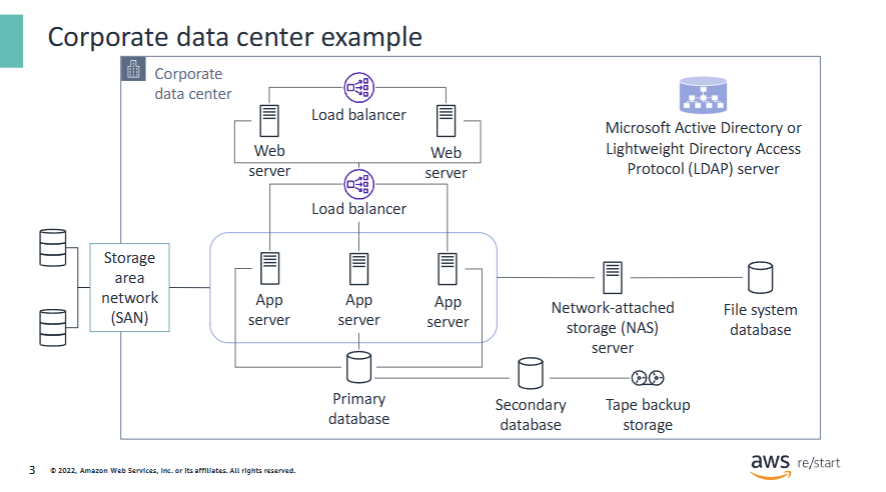 Corporate data center example
Corporate
data center
Load balancer
Web
server
Web
server
Microsoft Active Directory or
Lightweight Directory Access
Protocol (LDAP) server
Load balancer
Storage
area
network
(SAN)
App
server
App
server
App
server
Network-attached
storage (NAS)
server
File system
database
Primary
database
Secondary
database
Tape backup
storage
3
© 2022, Amazon Web Services, Inc. or its affiliates. All rights reserved.
aws re/start